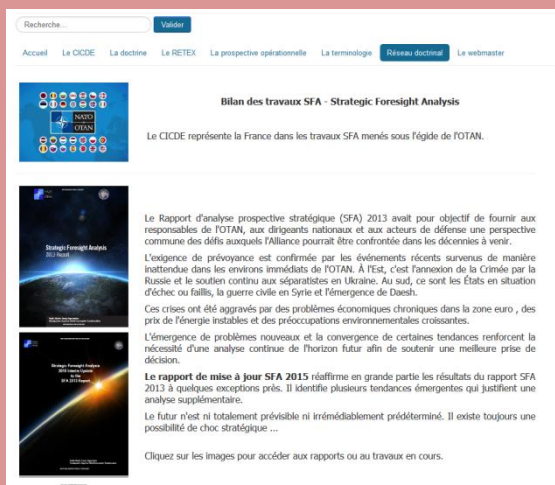 Recherche...
Valider
Accueil Le CICDE La doctrine Le RETEX La prospective opérationnelle La terminologie Réseau doctrinal Le webmaster
NATO
OTAN
Bilan des travaux SFA - Strategic Foresight Analysis
Le CICDE représente la France dans les travaux SFA menés sous l'égide de l'OTAN.
Strategic Foresight Analysis
2013 Report
Le Rapport d'analyse prospective stratégique (SFA) 2013 avait pour objectif de fournir aux
responsables de l'OTAN, aux dirigeants nationaux et aux acteurs de défense une perspective
commune des défis auxquels l'Alliance pourrait être confrontée dans les décennies à venir.
L'exigence de prévoyance est confirmée par les événements récents survenus de manière
inattendue dans les environs immédiats de l'OTAN. À l'Est, c'est l'annexion de la Crimée par la
Russie et le soutien continu aux séparatistes en Ukraine. Au sud, ce sont les États en situation
d'échec ou faillis, la guerre civile en Syrie et l'émergence de Daesh.
Ces crises ont été aggravés par des problèmes économiques chroniques dans la zone euro , des
prix de l'énergie instables et des préoccupations environnementales croissantes.
L'émergence de problèmes nouveaux et la convergence de certaines tendances renforcent la
nécessité d'une analyse continue de l'horizon futur afin de soutenir une meilleure prise de
décision.
Strategic Foresight Analysis
2015 Interim Update
to the
SFA 2013 Report
Le rapport de mise à jour SFA 2015 réaffirme en grande partie les résultats du rapport SFA
2013 à quelques exceptions près. Il identifie plusieurs tendances émergentes qui justifient une
analyse supplémentaire.
Le futur n'est ni totalement prévisible ni irrémédiablement prédéterminé. Il existe toujours une
possibilité de choc stratégique ...
Cliquez sur les images pour accéder aux rapports ou au travaux en cours.